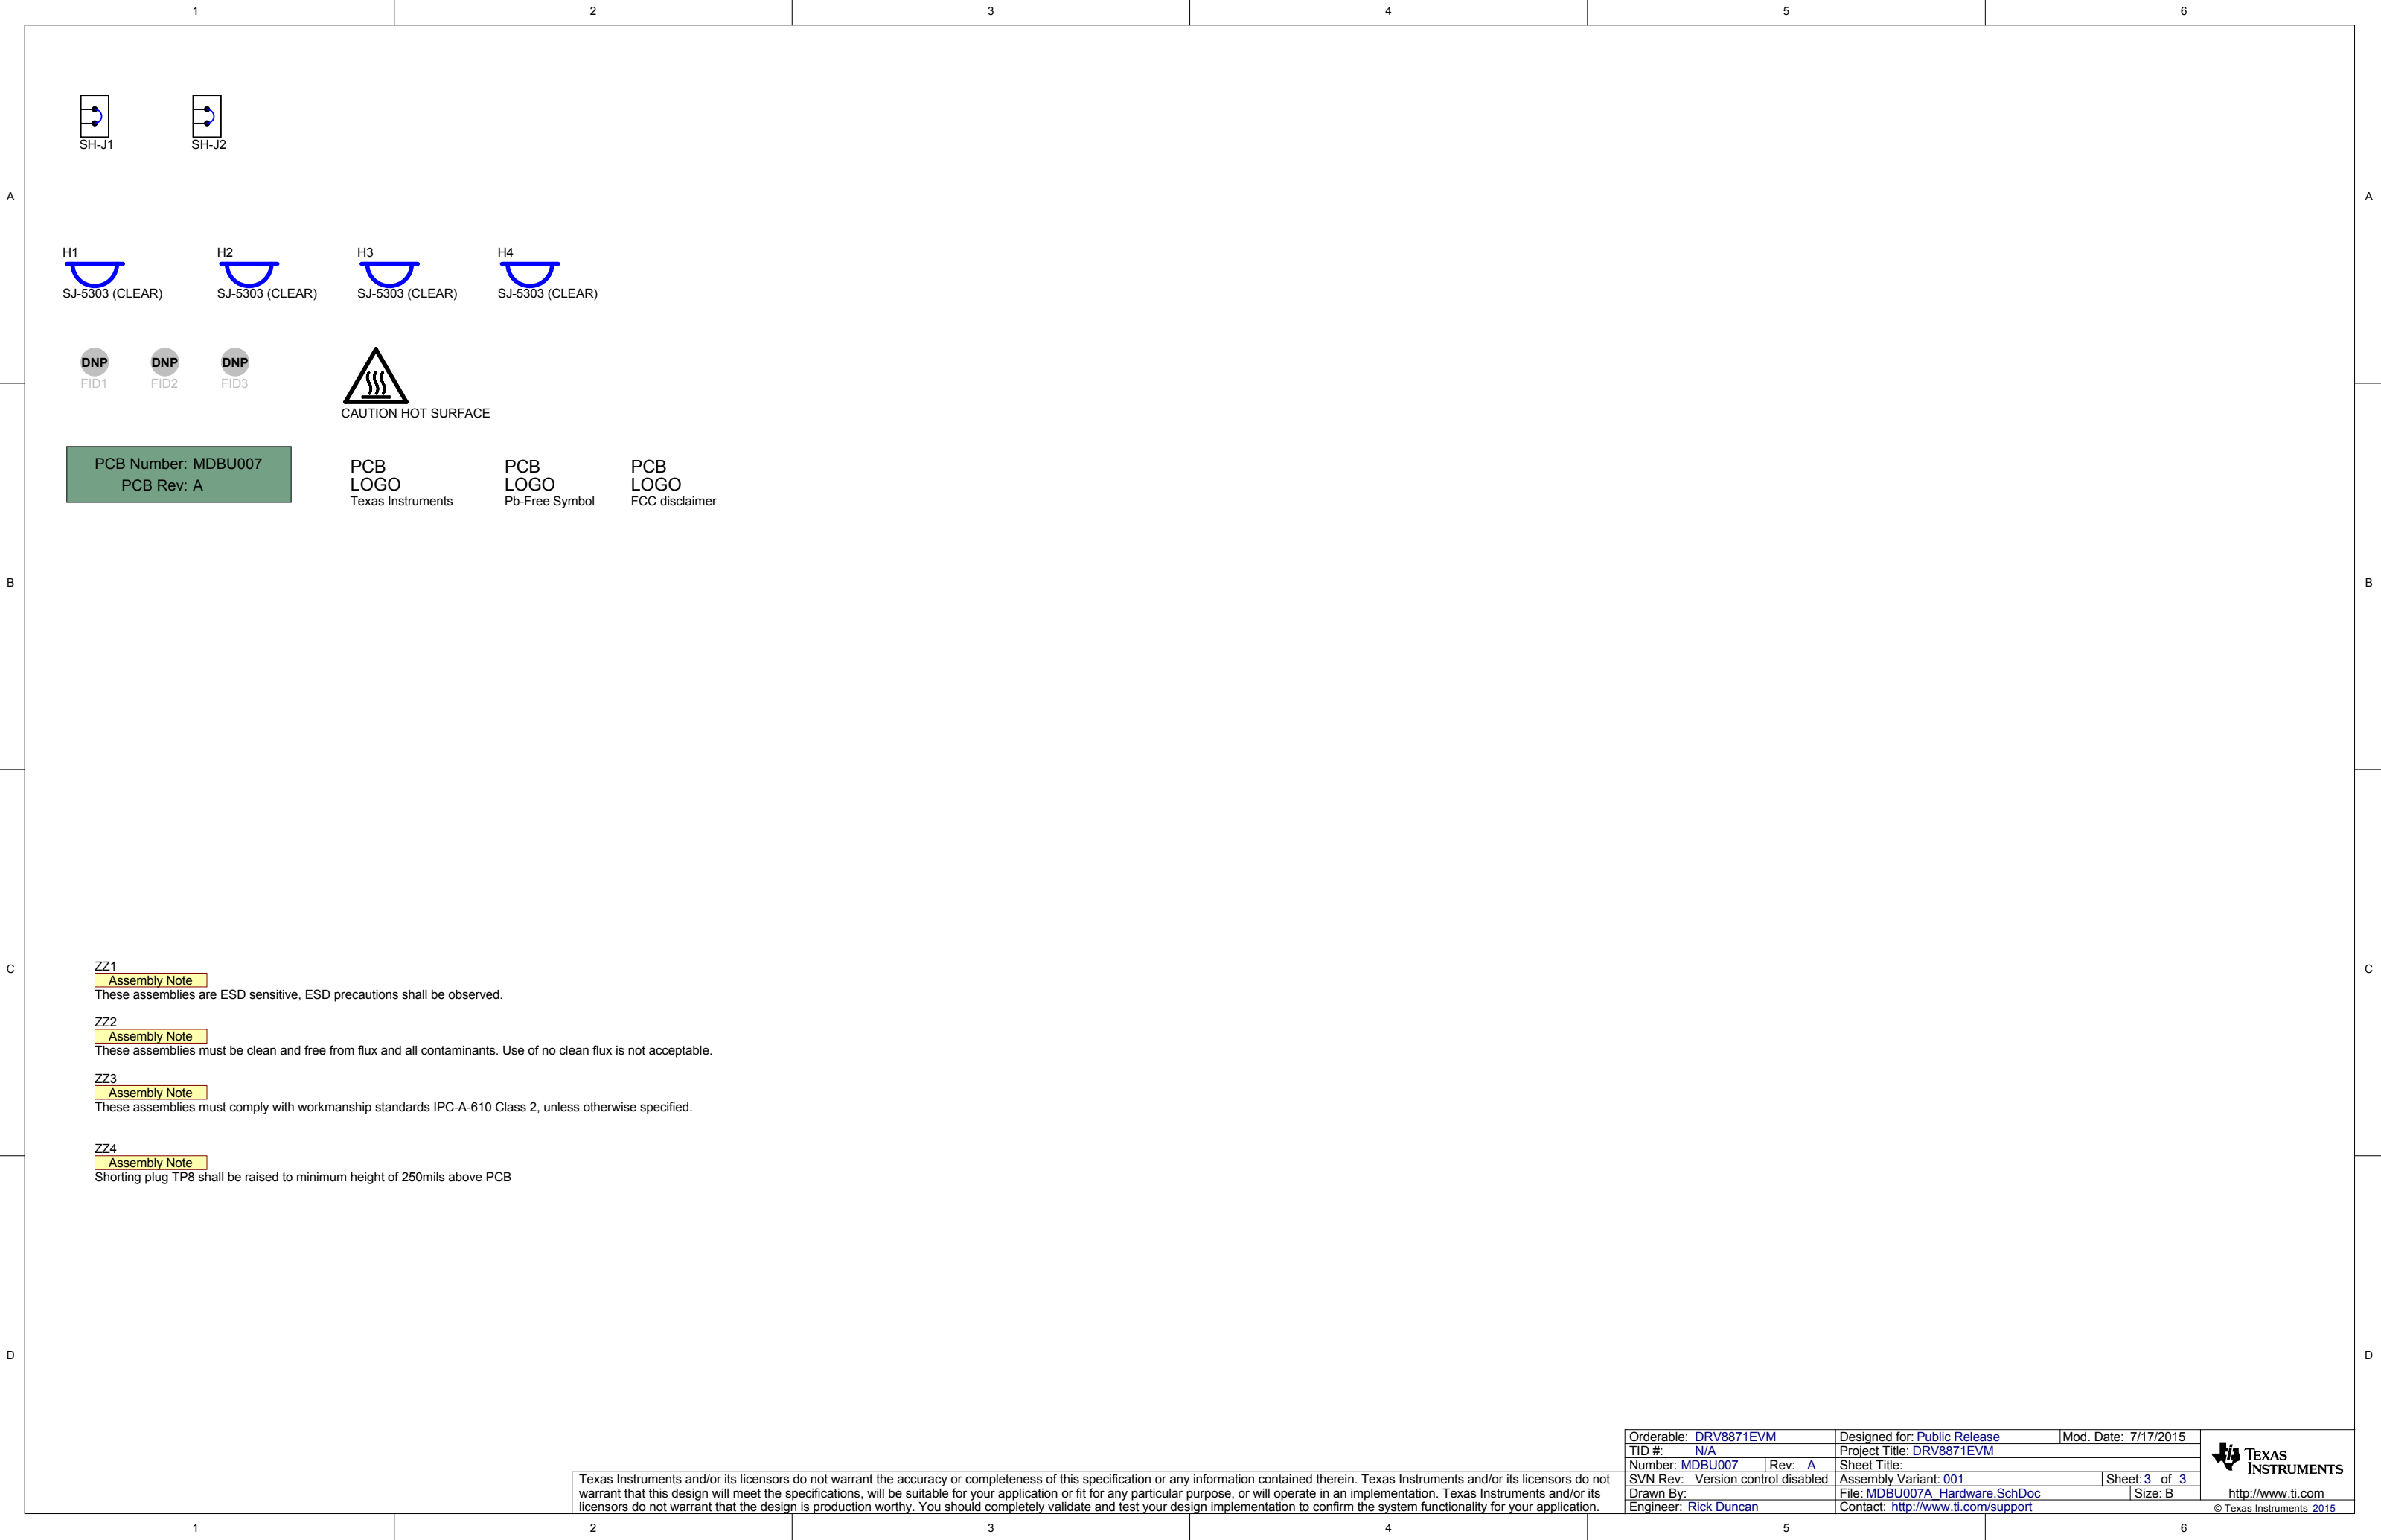 1 2 3 4 5 6
SH-J1 SH-J2
A A
H1 H2 H3 H4
SJ-5303 (CLEAR) SJ-5303 (CLEAR) SJ-5303 (CLEAR) SJ-5303 (CLEAR)
DNP DNP DNP
FID1 FID2 FID3
CAUTION HOT SURFACE
PCB Number: MDBU007
PCB Rev: A
PCB
LOGO
Texas Instruments
PCB
LOGO
Pb-Free Symbol
PCB
LOGO
FCC disclaimer
B B
C C
ZZ1
Assembly Note
These assemblies are ESD sensitive, ESD precautions shall be observed.
ZZ2
Assembly Note
These assemblies must be clean and free from flux and all contaminants. Use of no clean flux is not acceptable.
ZZ3
Assembly Note
These assemblies must comply with workmanship standards IPC-A-610 Class 2, unless otherwise specified.
ZZ4
Assembly Note
Shorting plug TP8 shall be raised to minimum height of 250mils above PCB
D D
Texas Instruments and/or its licensors do not warrant the accuracy or completeness of this specification or any information contained therein. Texas Instruments and/or its licensors do not
warrant that this design will meet the specifications, will be suitable for your application or fit for any particular purpose, or will operate in an implementation. Texas Instruments and/or its
licensors do not warrant that the design is production worthy. You should completely validate and test your design implementation to confirm the system functionality for your application.
Orderable: DRV8871EVM Designed for: Public Release Mod. Date: 7/17/2015
TID #: N/A Project Title: DRV8871EVM
Number: MDBU007 Rev: A Sheet Title:
SVN Rev: Version control disabled Assembly Variant: 001 Sheet: 3 of 3
Drawn By: File: MDBU007A_Hardware.SchDoc Size: B
Engineer: Rick Duncan Contact: http://www.ti.com/support
TEXAS
INSTRUMENTS
http://www.ti.com
© Texas Instruments 2015
1 2 3 4 5 6